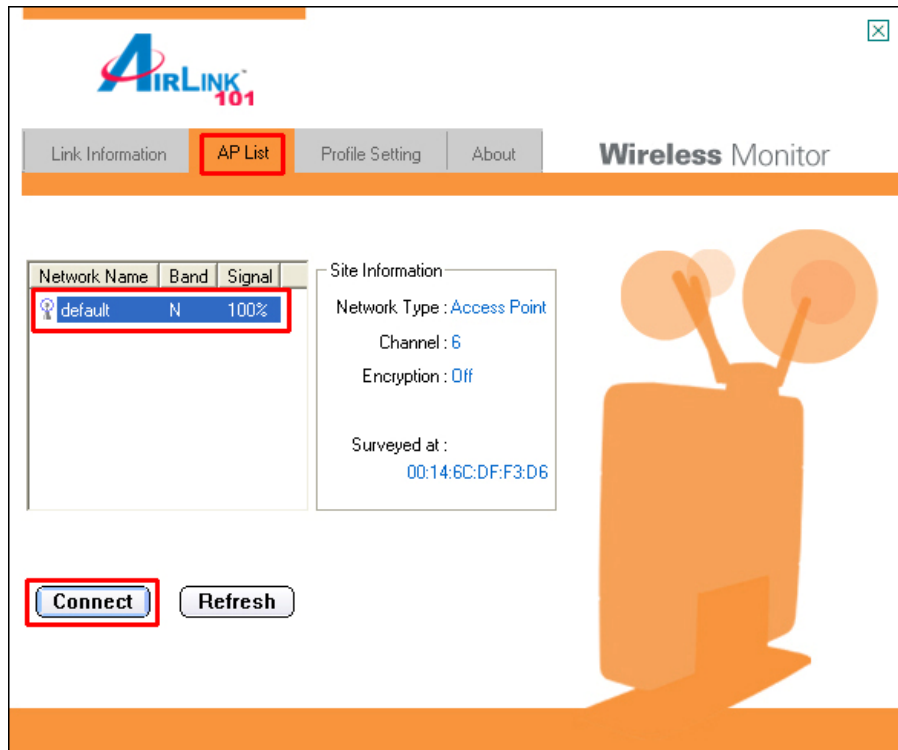 AIRLINK™
101
Link Information AP List Profile Setting About Wireless Monitor
Network Name Band Signal
default N 100%
Site Information
Network Type : Access Point
Channel : 6
Encryption : Off
Surveyed at :
00:14:6C:DF:F3:D6
Connect Refresh